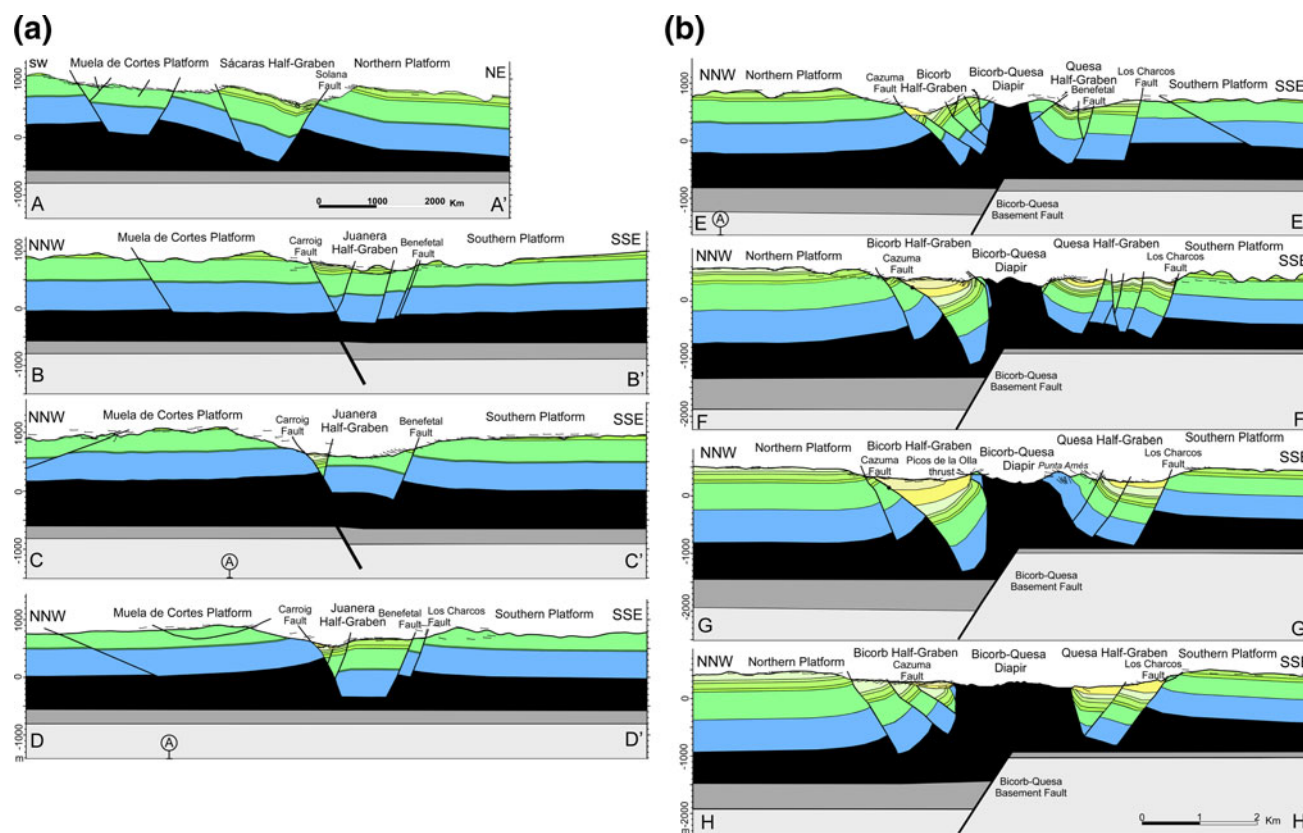 (a)
SW
Muela de Cortes Platform
Sácaras Half-Graben
Solana
Fault
Northern Platform
NE
1000
0
-1000
0 1000 2000 Km
A
A'
NNW
Muela de Cortes Platform
Carroig
Fault
Juanera
Half-Graben
Benefetal
Fault
Southern Platform
SSE
1000
0
-1000
B
B'
NNW
Muela de Cortes Platform
Carroig
Fault
Juanera
Half-Graben
Benefetal
Fault
Southern Platform
SSE
1000
0
-1000
C
A
C'
NNW
Muela de Cortes Platform
Carroig
Fault
Juanera
Half-Graben
Benefetal
Fault
Los Charcos
Fault
Southern Platform
SSE
1000
0
-1000
m
D
A
D'
(b)
NNW
Northern Platform
Cazuma
Fault
Bicorb
Half-Graben
Bicorb-Quesa
Diapir
Quesa
Half-Graben
Benefetal
Fault
Los Charcos
Fault
Southern Platform
SSE
1000
0
-1000
E
A
Bicorb-Quesa
Basement Fault
E
NNW
Northern Platform
Bicorb Half-Graben
Cazuma
Fault
Bicorb-Quesa
Diapir
Quesa Half-Graben
Los Charcos
Fault
Southern Platform
SSE
0
-1000
-2000
F
Bicorb-Quesa
Basement Fault
F
NNW
Northern Platform
Bicorb Half-Graben
Cazuma
Fault
Picos de la Olla
thrust
Bicorb-Quesa
Diapir
Punta Amés
Quesa Half-Graben
Los Charcos
Fault
Southern Platform
SSE
0
-1000
-2000
G
Bicorb-Quesa
Basement Fault
G
NNW
Northern Platform
Bicorb Half-Graben
Cazuma
Fault
Bicorb-Quesa
Diapir
Quesa Half-Graben
Los Charcos
Fault
Southern Platform
SSE
0
-1000
m-2000
H
Bicorb-Quesa
Basement Fault
0 1 2 Km
H